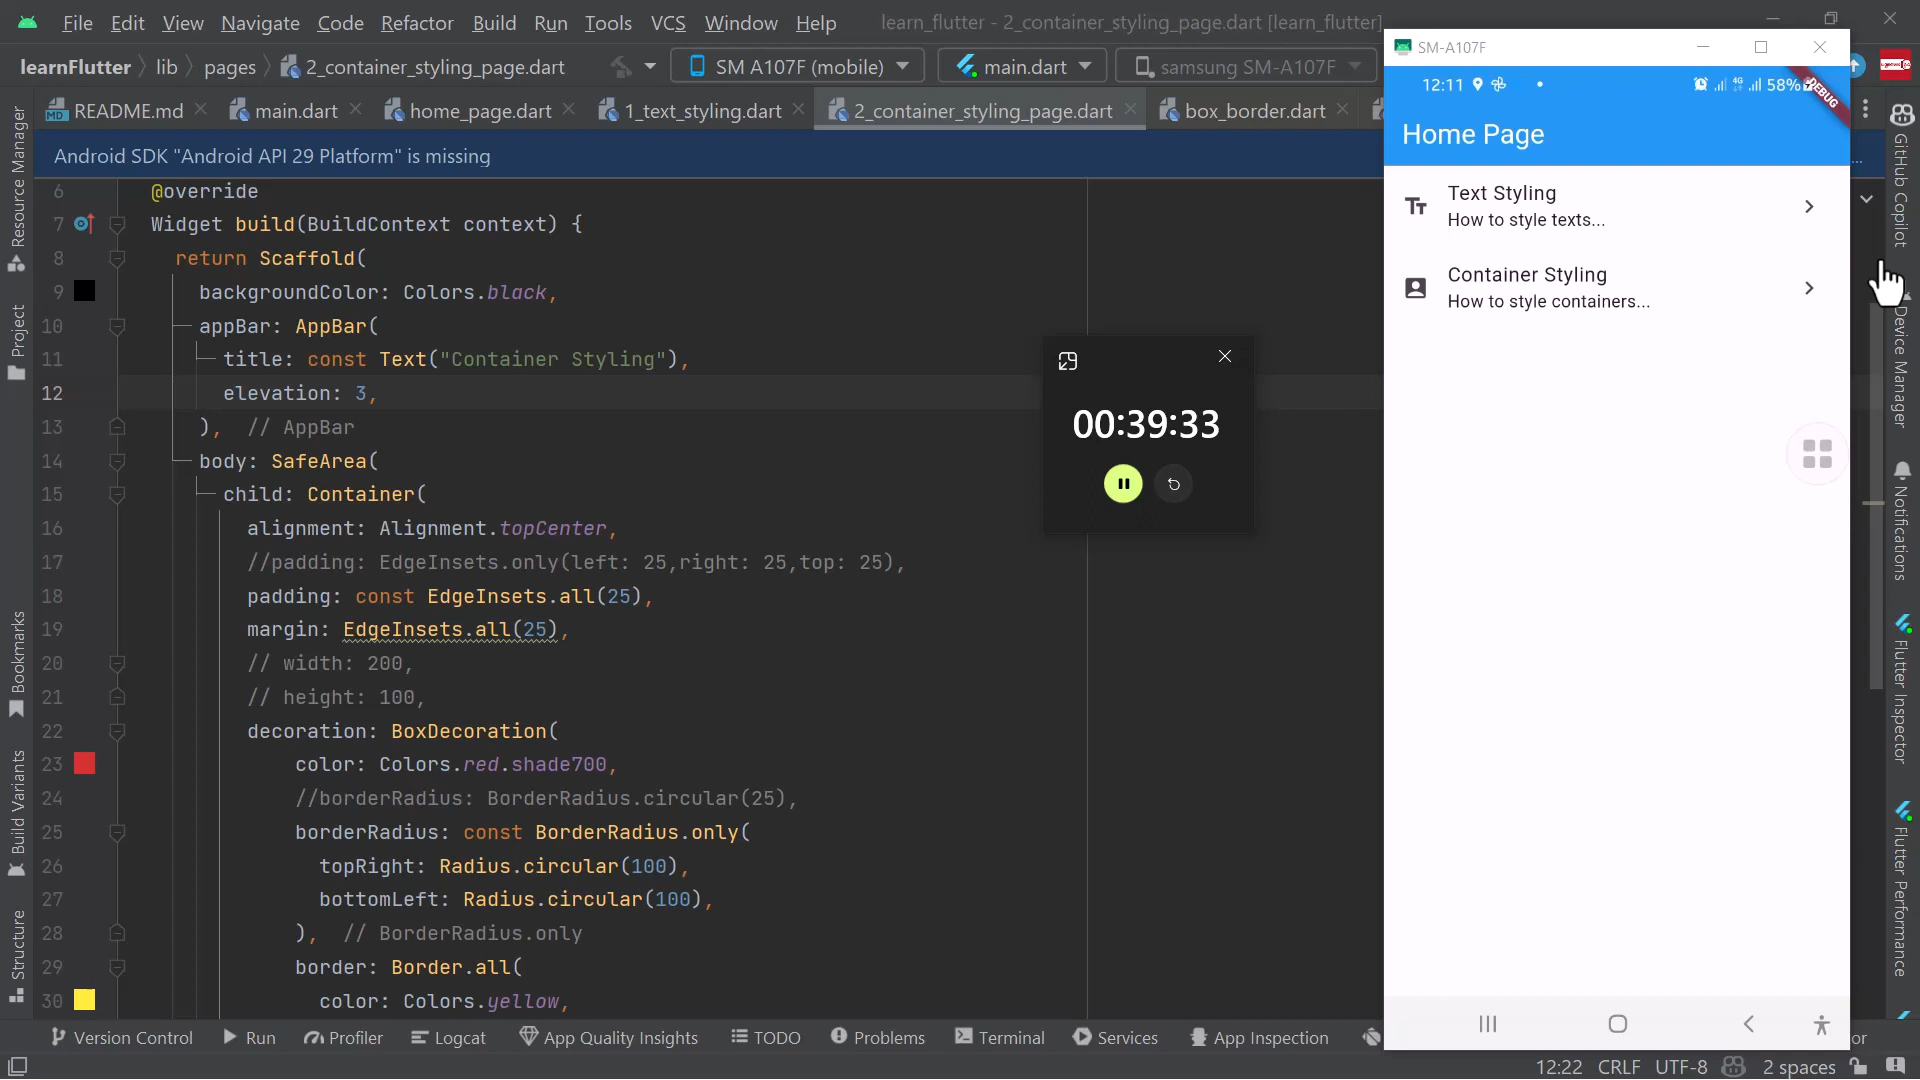 File Edit View Navigate Code Refactor Build Run Tools VCS Window Help learn_flutter - 2_container_styling_page.dart [learn_flutter]
learnFlutter lib pages 2_container_styling_page.dart SM A107F (mobile) main.dart samsung SM-A107F
README.md main.dart home_page.dart 1_text_styling.dart 2_container_styling_page.dart box_border.dart
Android SDK "Android API 29 Platform" is missing
6 @override
7 Widget build(BuildContext context) {
8 return Scaffold(
9 backgroundColor: Colors.black,
10 appBar: AppBar(
11 title: const Text("Container Styling"),
12 elevation: 3,
13 ), // AppBar
14 body: SafeArea(
15 child: Container(
16 alignment: Alignment.topCenter,
17 //padding: EdgeInsets.only(left: 25,right: 25,top: 25),
18 padding: const EdgeInsets.all(25),
19 margin: EdgeInsets.all(25),
20 // width: 200,
21 // height: 100,
22 decoration: BoxDecoration(
23 color: Colors.red.shade700,
24 //borderRadius: BorderRadius.circular(25),
25 borderRadius: const BorderRadius.only(
26 topRight: Radius.circular(100),
27 bottomLeft: Radius.circular(100),
28 ), // BorderRadius.only
29 border: Border.all(
30 color: Colors.yellow,
00:39:33
SM-A107F
12:11 4G 58%
DEBUG
Home Page
Text Styling
How to style texts...
Container Styling
How to style containers...
Resource Manager
Project
Bookmarks
Build Variants
Structure
GitHub Copilot
Device Manager
Notifications
Flutter Inspector
Flutter Performance
Version Control Run Profiler Logcat App Quality Insights TODO Problems Terminal Services App Inspection
12:22 CRLF UTF-8 2 spaces